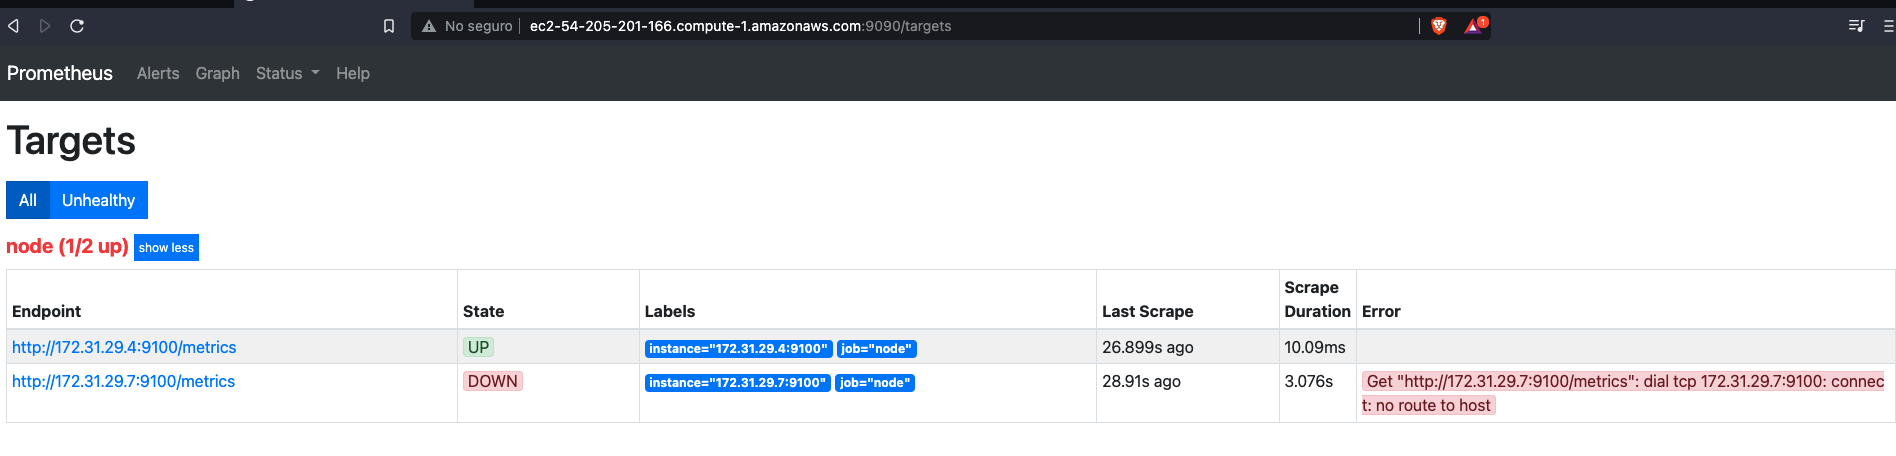 No seguro ec2-54-205-201-166.compute-1.amazonaws.com:9090/targets 1
Prometheus Alerts Graph Status Help
Targets
All Unhealthy
node (1/2 up) show less
Endpoint State Labels Last Scrape Scrape Duration Error
http://172.31.29.4:9100/metrics UP instance="172.31.29.4:9100" job="node" 26.899s ago 10.09ms
http://172.31.29.7:9100/metrics DOWN instance="172.31.29.7:9100" job="node" 28.91s ago 3.076s Get "http://172.31.29.7:9100/metrics": dial tcp 172.31.29.7:9100: connec
t: no route to host